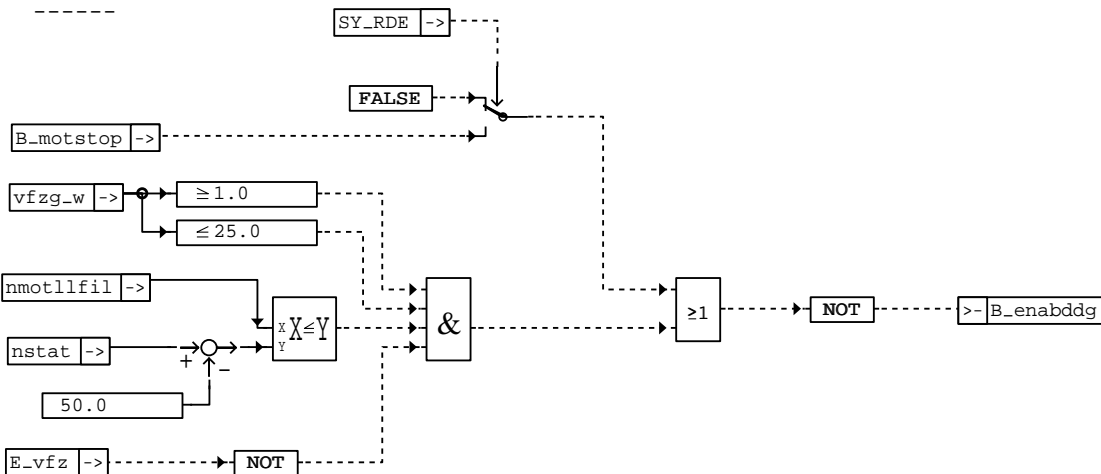 SY_RDE ->
FALSE
B_motstop ->
vfzg_w -> ≥1.0
≤25.0
nmotllfil ->
X X≤Y
Y
&
≥1
NOT
>- B_enabddg
nstat ->
+
−
50.0
E_vfz -> NOT